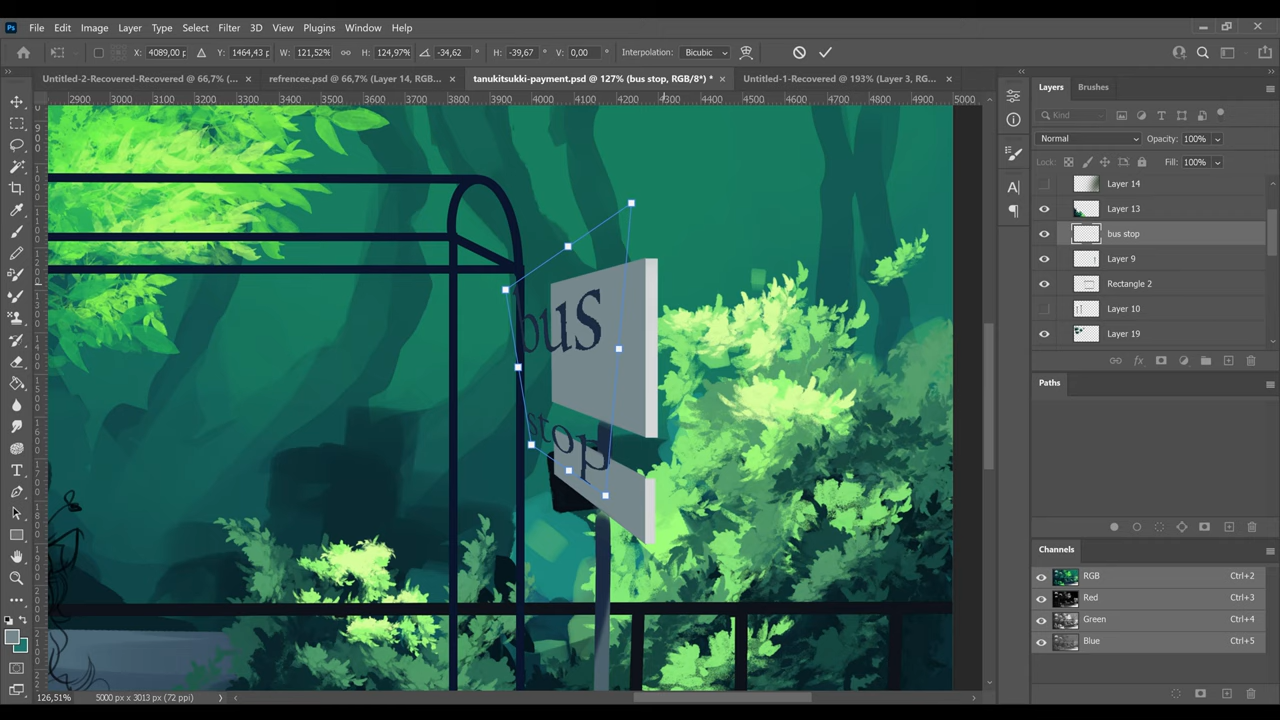 File Edit Image Layer Type Select Filter 3D View Plugins Window Help
X: 4089,00 p Y: 1464,43 p W: 121,52% H: 124,97% -34,62 H: -39,67 V: 0,00 Interpolation: Bicubic
Untitled-2-Recovered-Recovered @ 66,7% (... × refrencee.psd @ 66,7% (Layer 14, RGB... × tanukitsukki-payment.psd @ 127% (bus stop, RGB/8*) * × Untitled-1-Recovered @ 193% (Layer 3, RG... ×
2900 3000 3100 3200 3300 3400 3500 3600 3700 3800 3900 4000 4100 4200 4300 4400 4500 4600 4700 4800 4900 5000
bus
stop
Layers Brushes
Kind
Normal Opacity: 100%
Lock: Fill: 100%
Layer 14
Layer 13
bus stop
Layer 9
Rectangle 2
Layer 10
Layer 19
Paths
Channels
RGB Ctrl+2
Red Ctrl+3
Green Ctrl+4
Blue Ctrl+5
126,51% 5000 px x 3013 px (72 ppi)